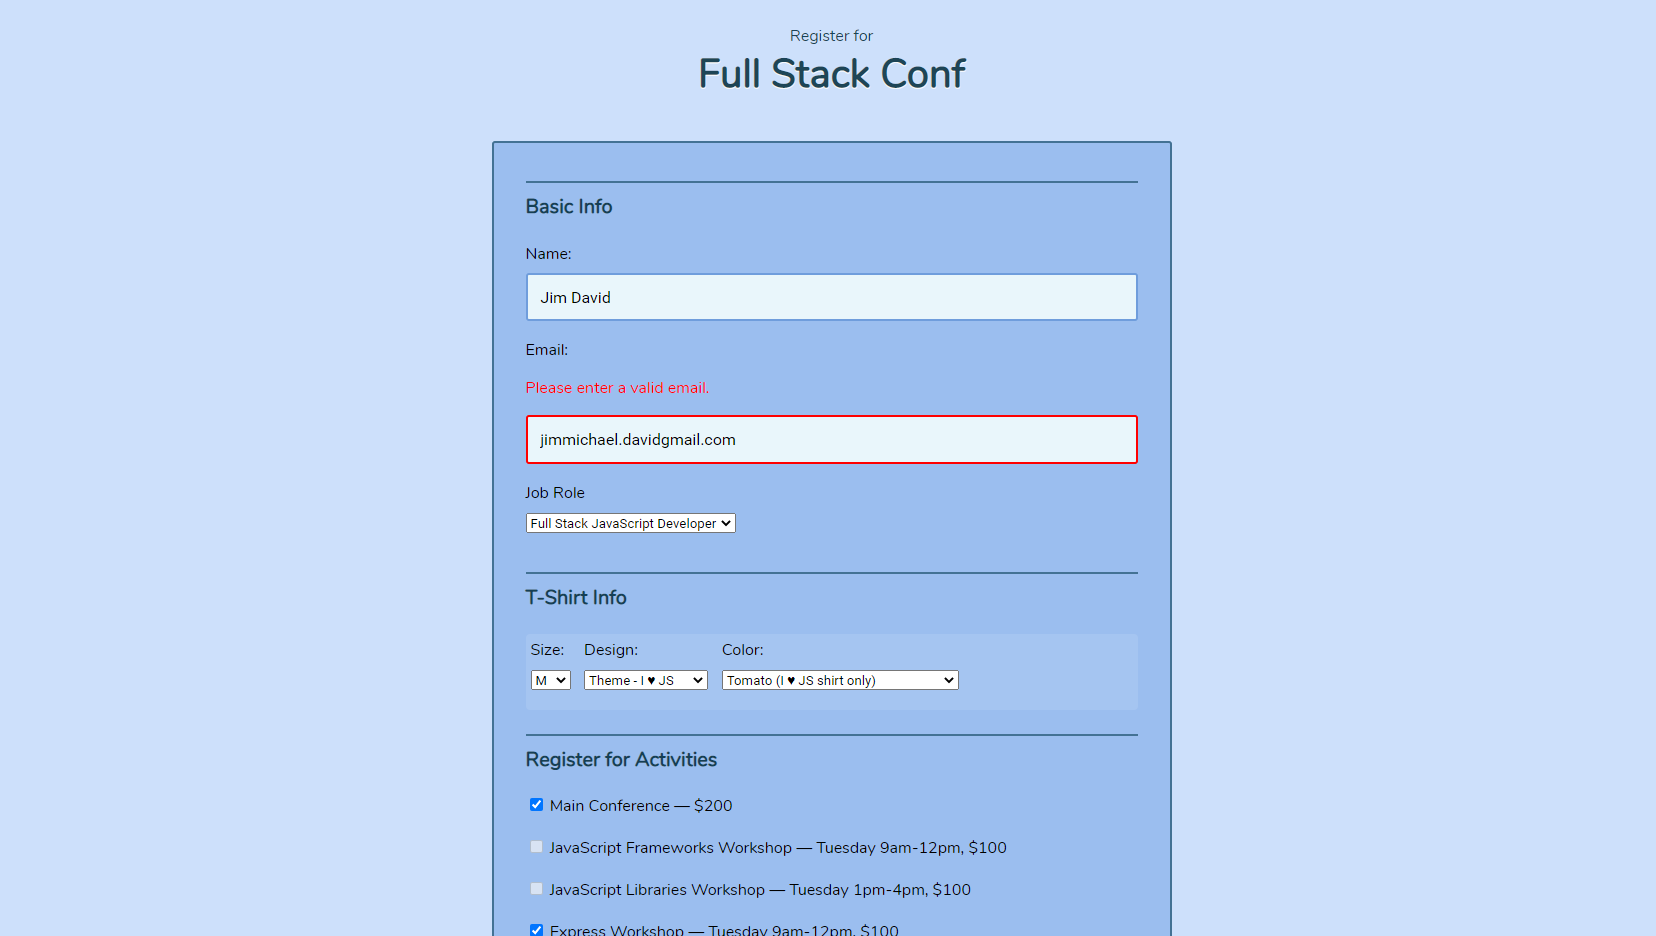 Register for
Full Stack Conf
Basic Info
Name:
Jim David
Email:
Please enter a valid email.
jimmichael.davidgmail.com
Job Role
Full Stack JavaScript Developer
T-Shirt Info
Size: Design: Color:
M Theme - I ♥ JS Tomato (I ♥ JS shirt only)
Register for Activities
Main Conference — $200
JavaScript Frameworks Workshop — Tuesday 9am-12pm, $100
JavaScript Libraries Workshop — Tuesday 1pm-4pm, $100
Express Workshop — Tuesday 9am-12pm, $100